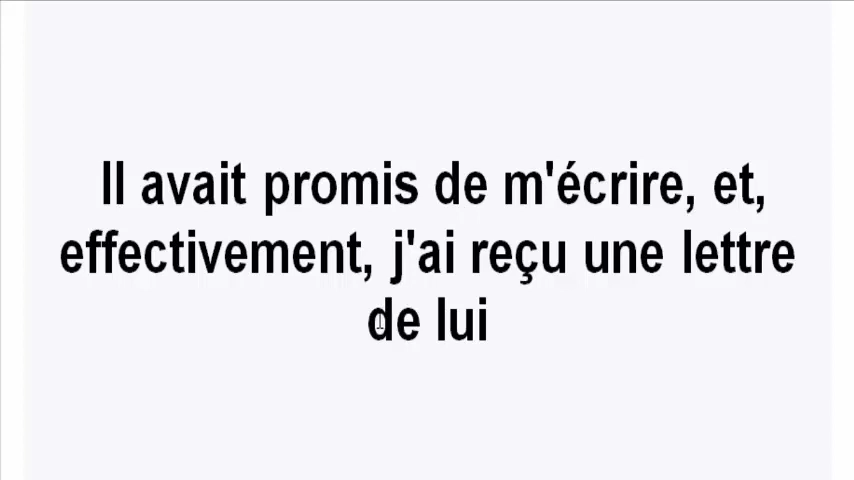 Il avait promis de m'écrire, et,
effectivement, j'ai reçu une lettre
de lui